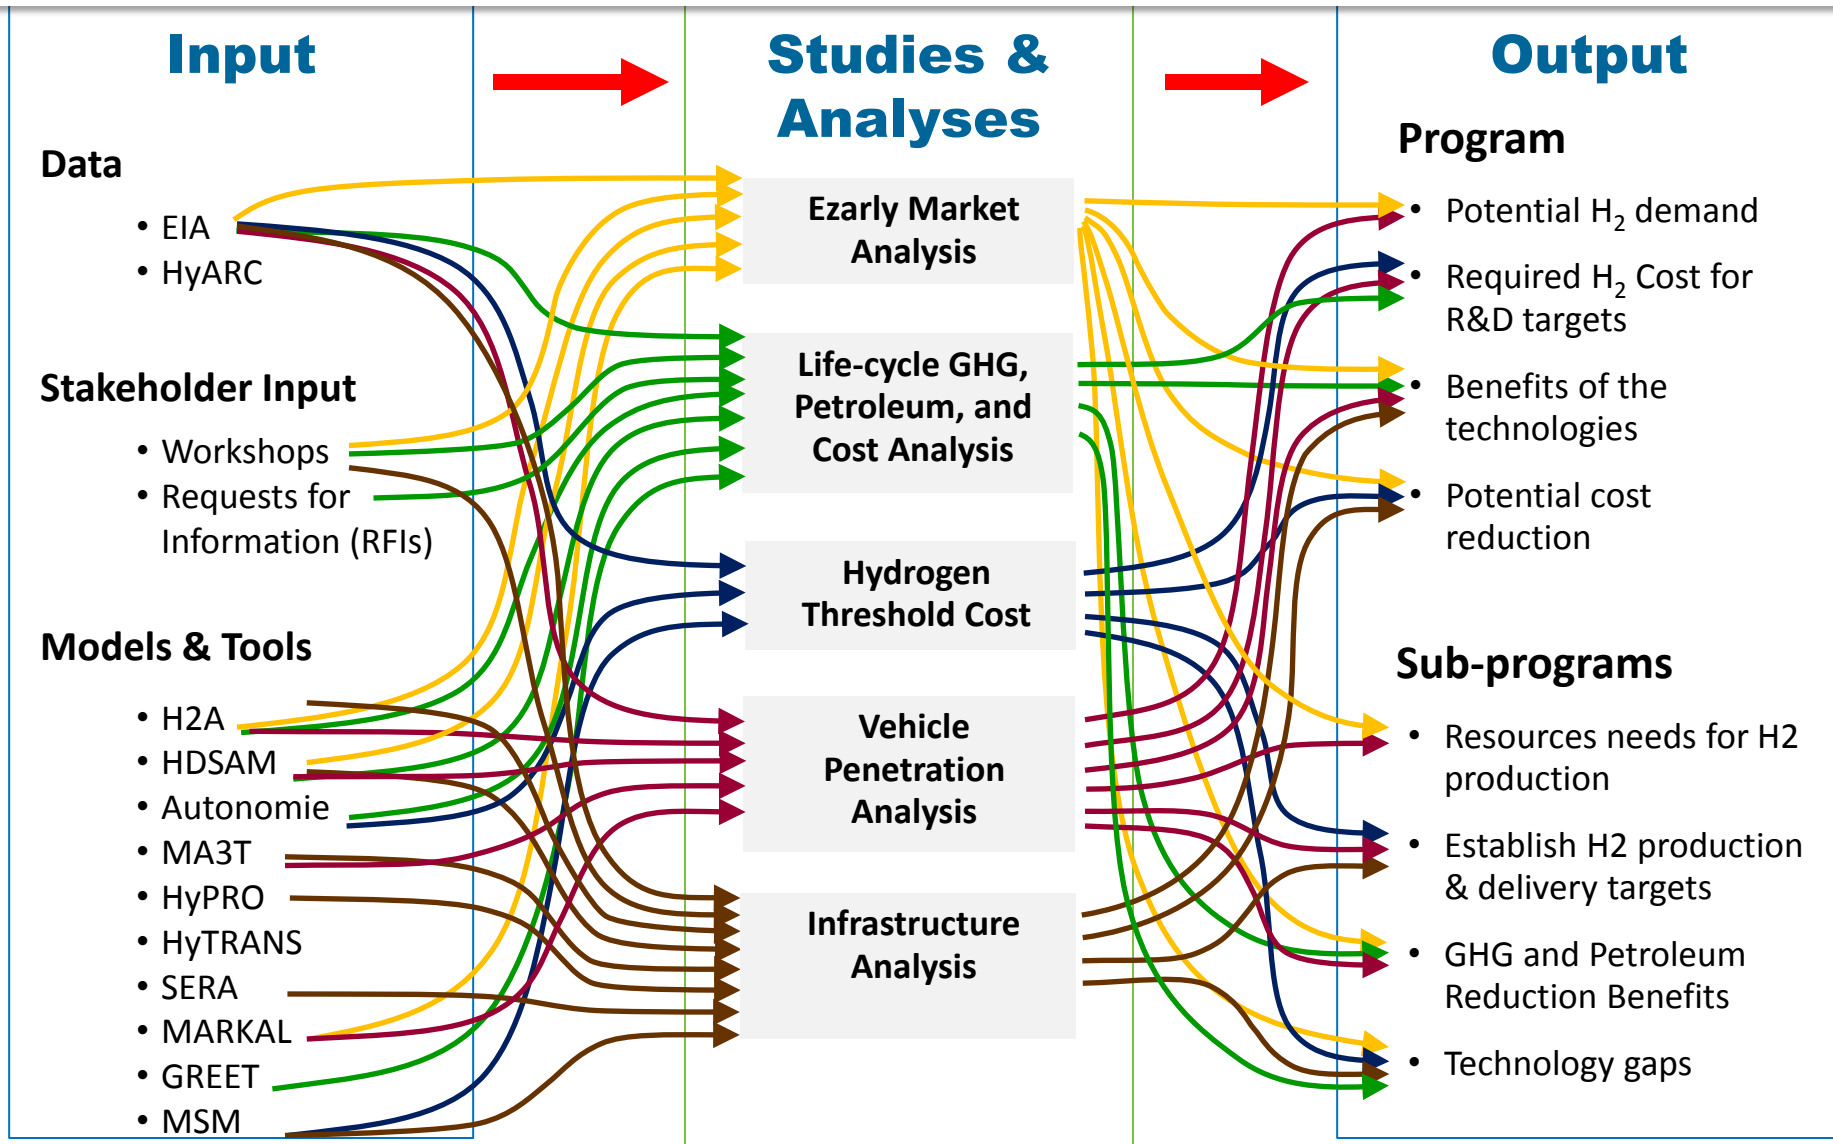 Input
Data
• EIA
• HyARC
Stakeholder Input
• Workshops
• Requests for
Information (RFIs)
Models & Tools
• H2A
• HDSAM
• Autonomie
• MA3T
• HyPRO
• HyTRANS
• SERA
• MARKAL
• GREET
• MSM
Studies &
Analyses
Ezarly Market
Analysis
Life-cycle GHG,
Petroleum, and
Cost Analysis
Hydrogen
Threshold Cost
Vehicle
Penetration
Analysis
Infrastructure
Analysis
Output
Program
• Potential H₂ demand
• Required H₂ Cost for
R&D targets
• Benefits of the
technologies
• Potential cost
reduction
Sub-programs
• Resources needs for H2
production
• Establish H2 production
& delivery targets
• GHG and Petroleum
Reduction Benefits
• Technology gaps